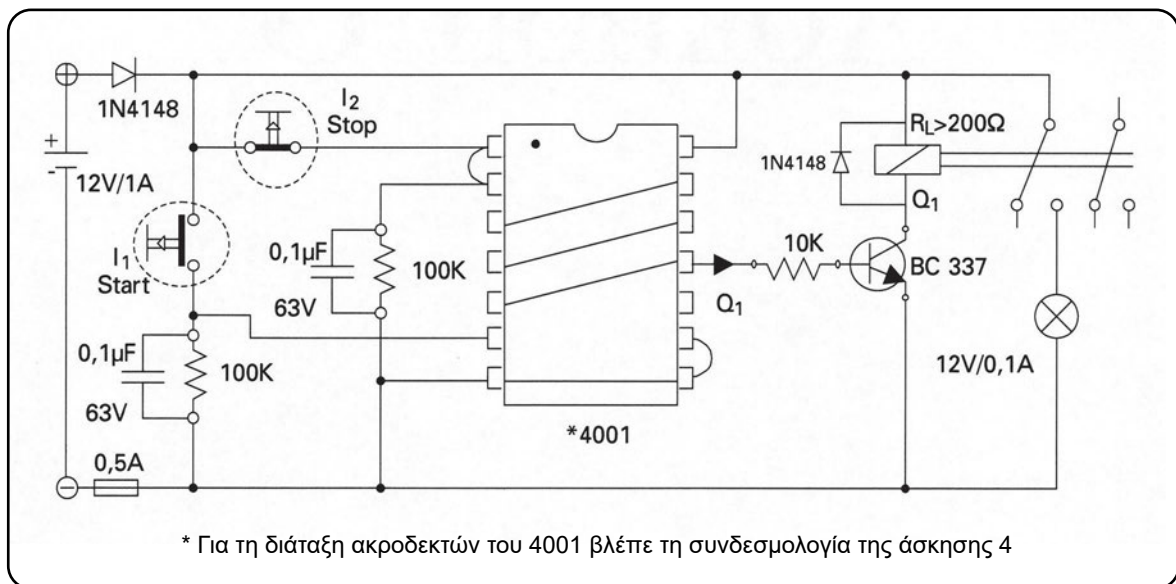 1N4148
I2
Stop
+
-
12V/1A
I1
Start
0,1µF
63V
100K
0,1µF
63V
100K
0,5A
*4001
Q1
10K
1N4148
RL>200Ω
Q1
BC 337
12V/0,1A
* Για τη διάταξη ακροδεκτών του 4001 βλέπε τη συνδεσμολογία της άσκησης 4